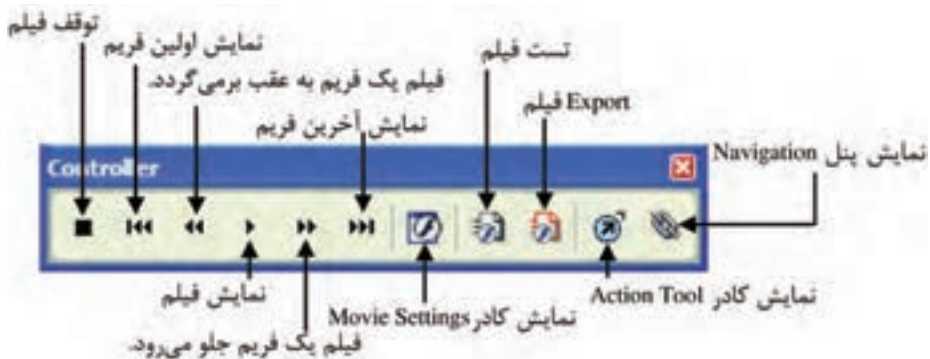 توقف فیلم
نمایش اولین فریم
فیلم یک فریم به عقب برمی‌گردد.
نمایش آخرین فریم
تست فیلم
Export فیلم
نمایش پنل Navigation
Controller
نمایش فیلم
فیلم یک فریم جلو می‌رود.
نمایش کادر Movie Settings
نمایش کادر Action Tool